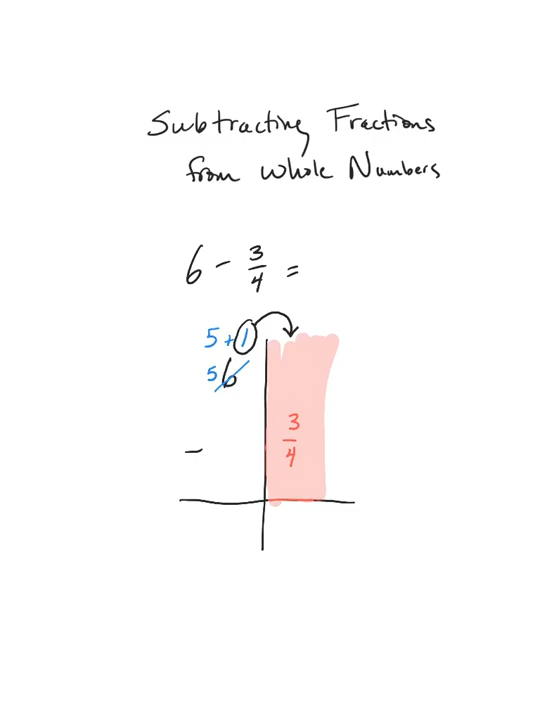 Subtracting Fractions
from Whole Numbers
6 - 3/4 =
5 + 1
5 6
- 3/4